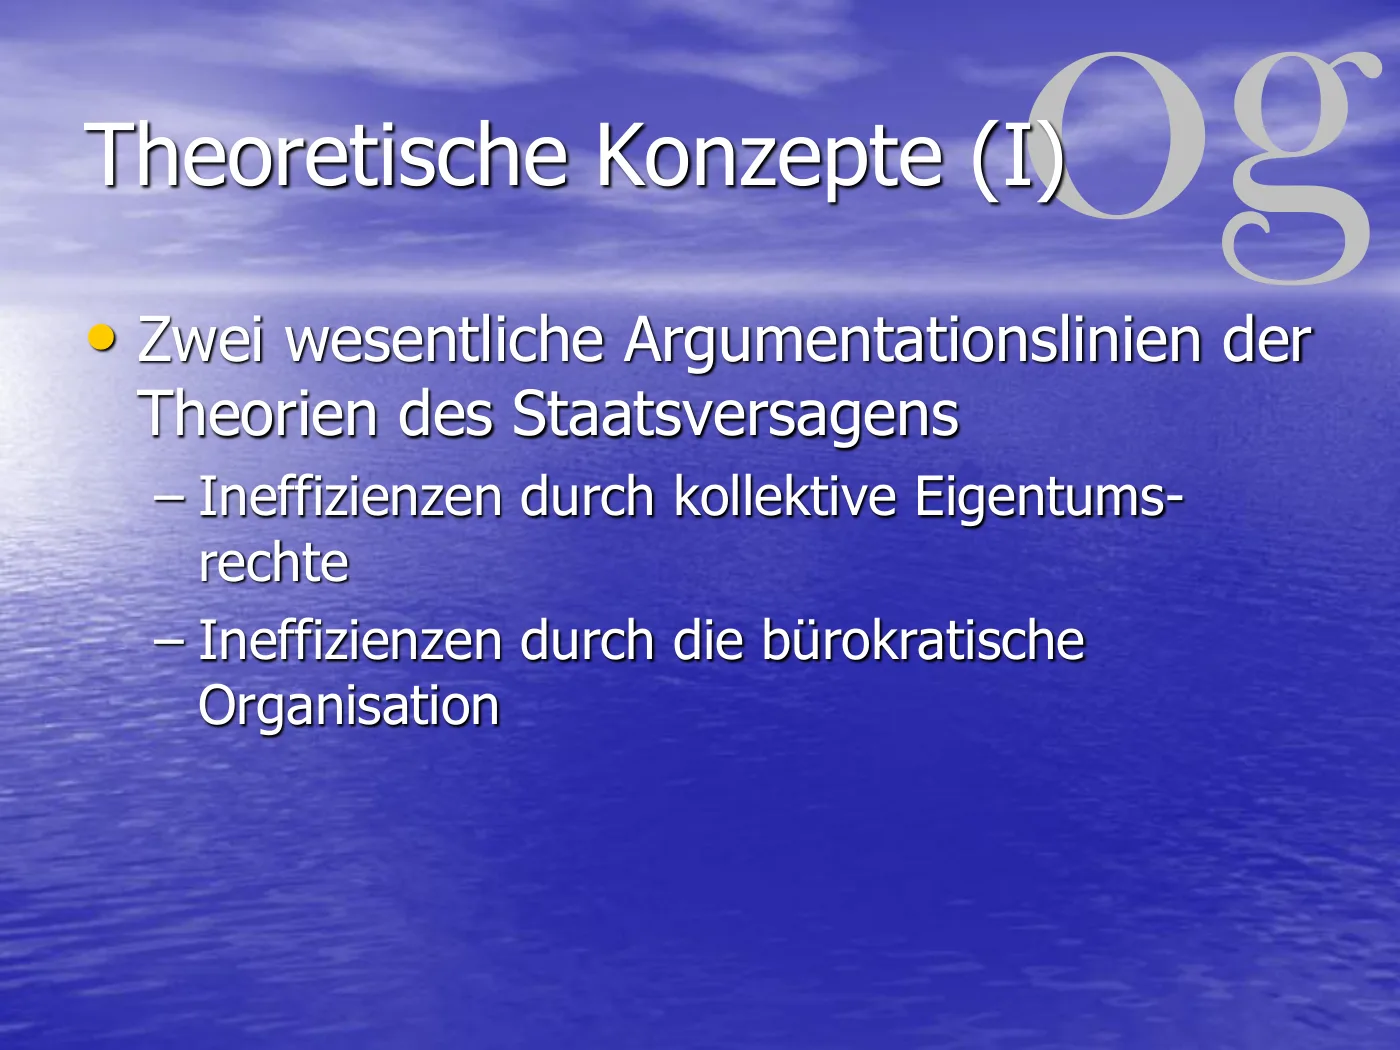 og
Theoretische Konzepte (I)
• Zwei wesentliche Argumentationslinien der
Theorien des Staatsversagens
– Ineffizienzen durch kollektive Eigentums-
rechte
– Ineffizienzen durch die bürokratische
Organisation